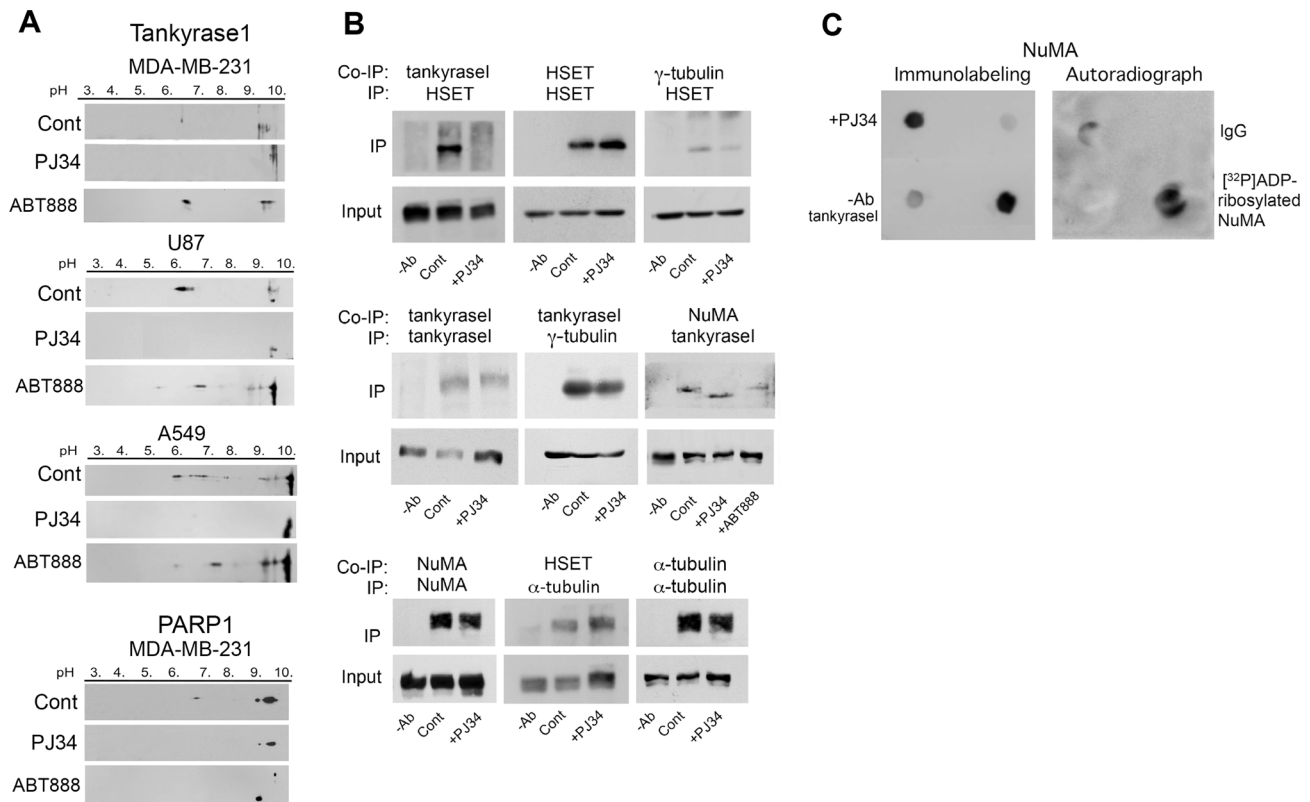 A
Tankyrase1
MDA-MB-231
pH 3. 4. 5. 6. 7. 8. 9. 10.
Cont
PJ34
ABT888
U87
pH 3. 4. 5. 6. 7. 8. 9. 10.
Cont
PJ34
ABT888
A549
pH 3. 4. 5. 6. 7. 8. 9. 10.
Cont
PJ34
ABT888
PARP1
MDA-MB-231
pH 3. 4. 5. 6. 7. 8. 9. 10.
Cont
PJ34
ABT888
B
Co-IP: tankyraseI HSET γ-tubulin
IP: HSET HSET HSET
IP
Input
-Ab Cont +PJ34 -Ab Cont +PJ34 -Ab Cont +PJ34
Co-IP: tankyraseI tankyraseI NuMA
IP: tankyraseI γ-tubulin tankyraseI
IP
Input
-Ab Cont +PJ34 -Ab Cont +PJ34 -Ab Cont +PJ34 +ABT888
Co-IP: NuMA HSET α-tubulin
IP: NuMA α-tubulin α-tubulin
IP
Input
-Ab Cont +PJ34 -Ab Cont +PJ34 -Ab Cont +PJ34
C
NuMA
Immunolabeling Autoradiograph
+PJ34
IgG
-Ab
tankyraseI
[³²P]ADP-
ribosylated
NuMA